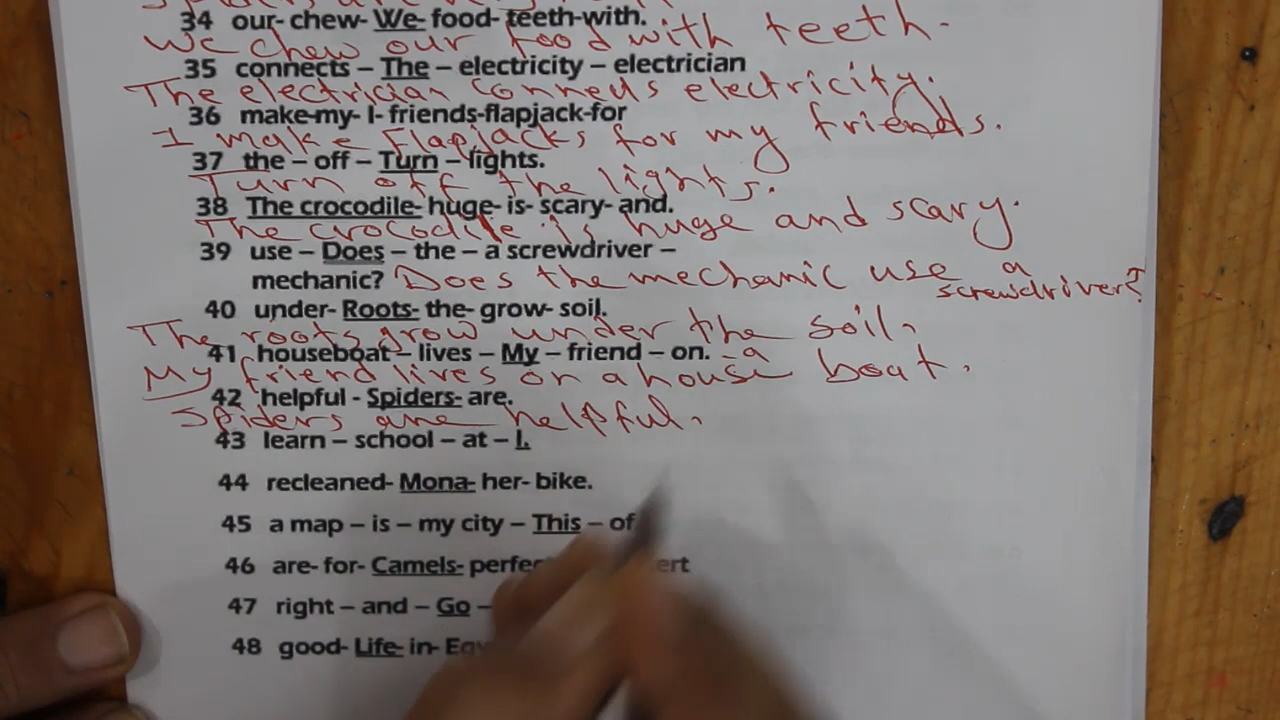 34 our- chew- We- food- teeth-with.
We chew our food with teeth.
35 connects – The – electricity – electrician
The electrician connects electricity.
36 make-my- I- friends-flapjack-for
I make Flapjacks for my friends.
37 the – off – Turn – lights.
Turn off the lights.
38 The crocodile- huge- is- scary- and.
The crocodile is huge and scary.
39 use – Does – the – a screwdriver –
mechanic? Does the mechanic use a
screwdriver?
40 under- Roots- the- grow- soil.
The roots grow under the soil.
41 houseboat – lives – My – friend – on. -a
My friend lives on a house boat.
42 helpful - Spiders- are.
Spiders are helpful.
43 learn – school – at – I.
44 recleaned- Mona- her- bike.
45 a map – is – my city – This – of
46 are- for- Camels-
47 right – and – Go –
48 good- Life- in-